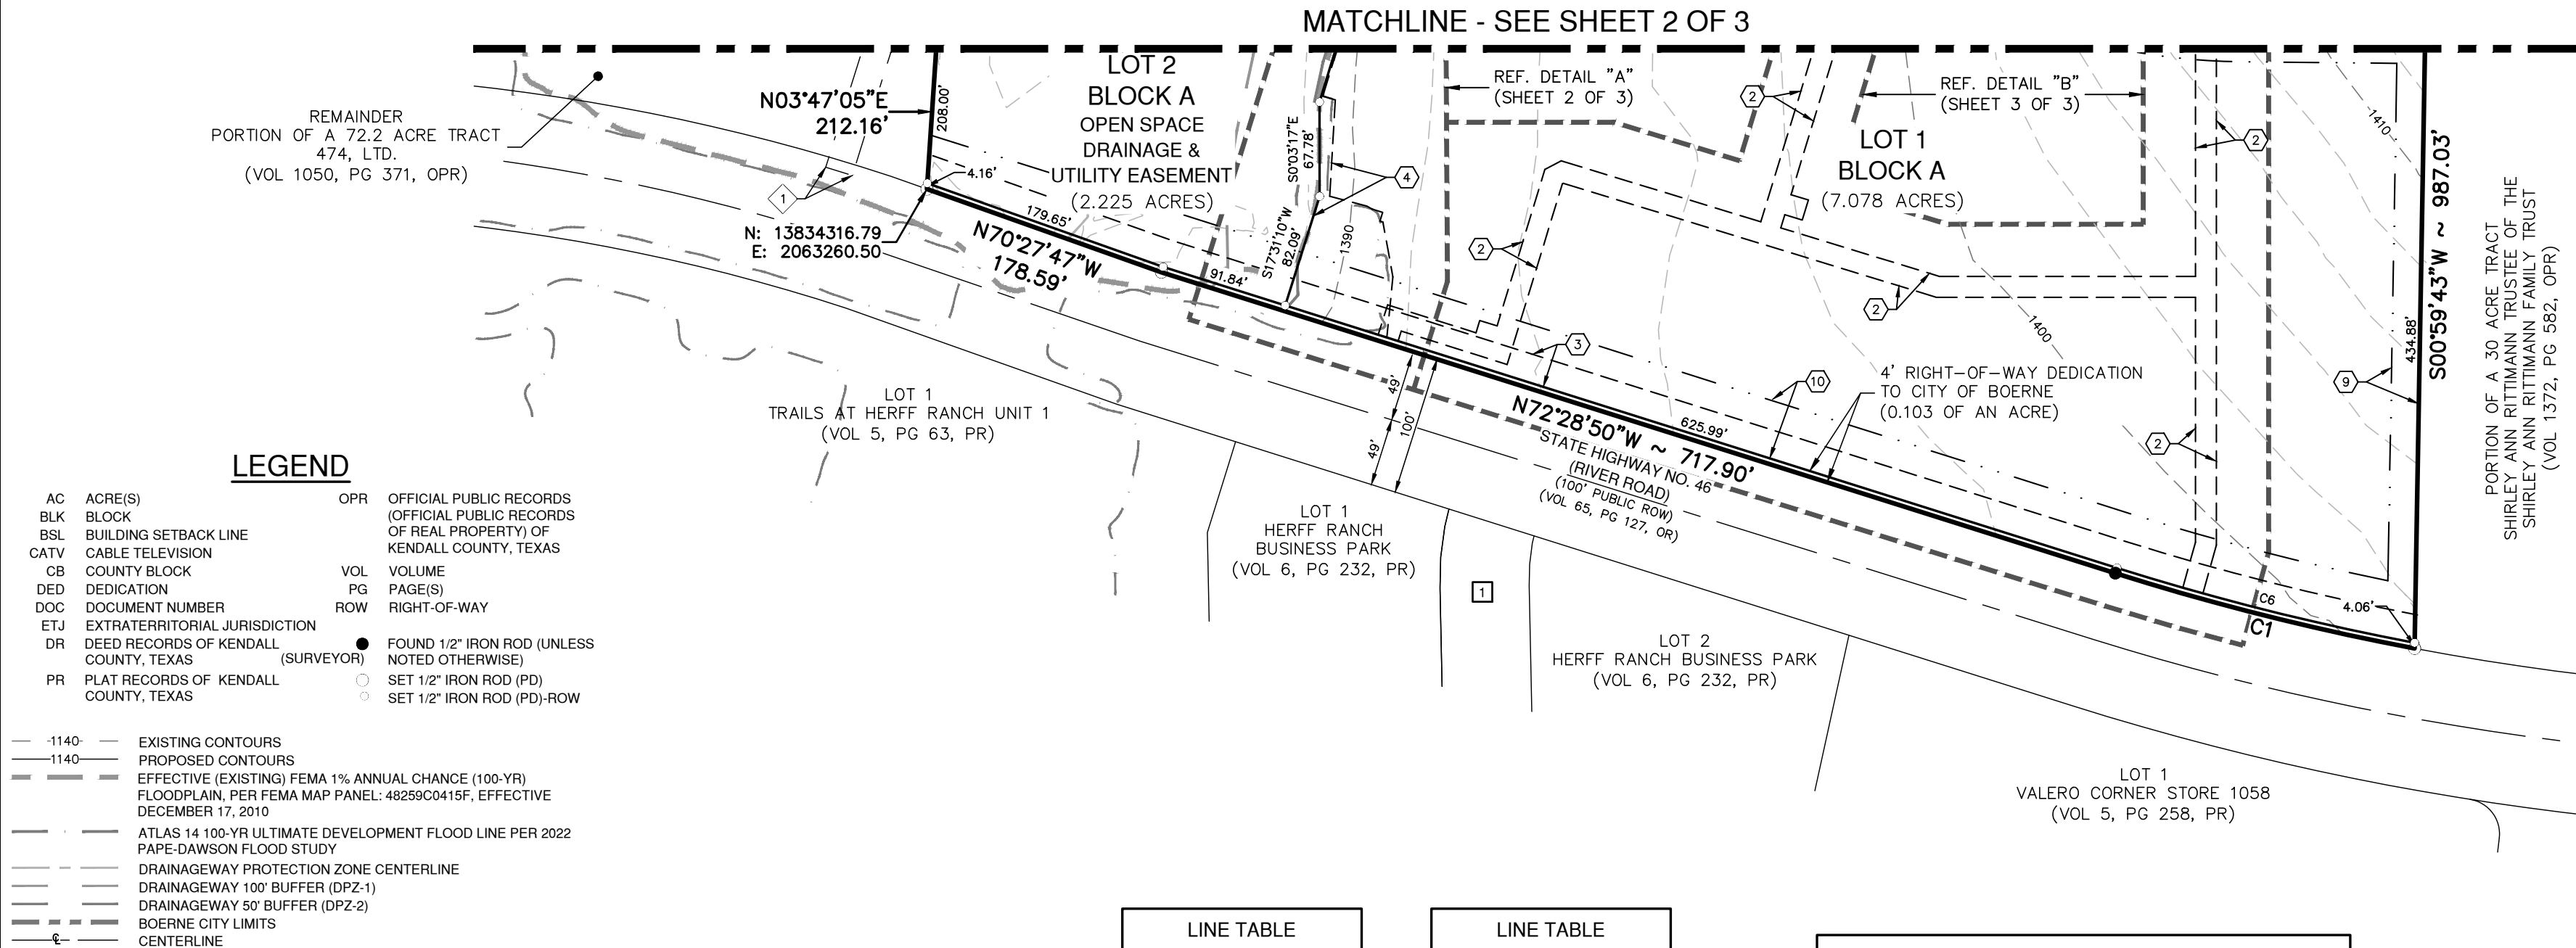 MATCHLINE - SEE SHEET 2 OF 3
REMAINDER
PORTION OF A 72.2 ACRE TRACT
474, LTD.
(VOL 1050, PG 371, OPR)
N03°47'05"E
212.16'
208.00'
4.16'
1
N: 13834316.79
E: 2063260.50
LOT 2
BLOCK A
OPEN SPACE
DRAINAGE &
UTILITY EASEMENT
(2.225 ACRES)
179.65'
N70°27'47"W
178.59'
91.84'
S0°03'17"E
67.78'
S17°31'10"W
82.09'
4
1390
REF. DETAIL "A"
(SHEET 2 OF 3)
2
REF. DETAIL "B"
(SHEET 3 OF 3)
LOT 1
BLOCK A
(7.078 ACRES)
2
2
2
2
1410
1400
3
10
9
4' RIGHT-OF-WAY DEDICATION
TO CITY OF BOERNE
(0.103 OF AN ACRE)
434.88'
S00°59'43"W ~ 987.03'
PORTION OF A 30 ACRE TRACT
SHIRLEY ANN RITTIMANN TRUSTEE OF THE
SHIRLEY ANN RITTIMANN FAMILY TRUST
(VOL 1372, PG 582, OPR)
49'
49'
100'
N72°28'50"W ~ 717.90'
625.99'
STATE HIGHWAY NO. 46
(RIVER ROAD)
(100' PUBLIC ROW)
(VOL 65, PG 127, OR)
C6
C1
4.06'
LOT 1
TRAILS AT HERFF RANCH UNIT 1
(VOL 5, PG 63, PR)
LOT 1
HERFF RANCH
BUSINESS PARK
(VOL 6, PG 232, PR)
1
LOT 2
HERFF RANCH BUSINESS PARK
(VOL 6, PG 232, PR)
LOT 1
VALERO CORNER STORE 1058
(VOL 5, PG 258, PR)
LEGEND
AC ACRE(S)
BLK BLOCK
BSL BUILDING SETBACK LINE
CATV CABLE TELEVISION
CB COUNTY BLOCK
DED DEDICATION
DOC DOCUMENT NUMBER
ETJ EXTRATERRITORIAL JURISDICTION
DR DEED RECORDS OF KENDALL
COUNTY, TEXAS
PR PLAT RECORDS OF KENDALL
COUNTY, TEXAS
OPR OFFICIAL PUBLIC RECORDS
(OFFICIAL PUBLIC RECORDS
OF REAL PROPERTY) OF
KENDALL COUNTY, TEXAS
VOL VOLUME
PG PAGE(S)
ROW RIGHT-OF-WAY
FOUND 1/2" IRON ROD (UNLESS
(SURVEYOR) NOTED OTHERWISE)
SET 1/2" IRON ROD (PD)
SET 1/2" IRON ROD (PD)-ROW
1140 EXISTING CONTOURS
1140 PROPOSED CONTOURS
EFFECTIVE (EXISTING) FEMA 1% ANNUAL CHANCE (100-YR)
FLOODPLAIN, PER FEMA MAP PANEL: 48259C0415F, EFFECTIVE
DECEMBER 17, 2010
ATLAS 14 100-YR ULTIMATE DEVELOPMENT FLOOD LINE PER 2022
PAPE-DAWSON FLOOD STUDY
DRAINAGEWAY PROTECTION ZONE CENTERLINE
DRAINAGEWAY 100' BUFFER (DPZ-1)
DRAINAGEWAY 50' BUFFER (DPZ-2)
BOERNE CITY LIMITS
℄ CENTERLINE
LINE TABLE
LINE TABLE